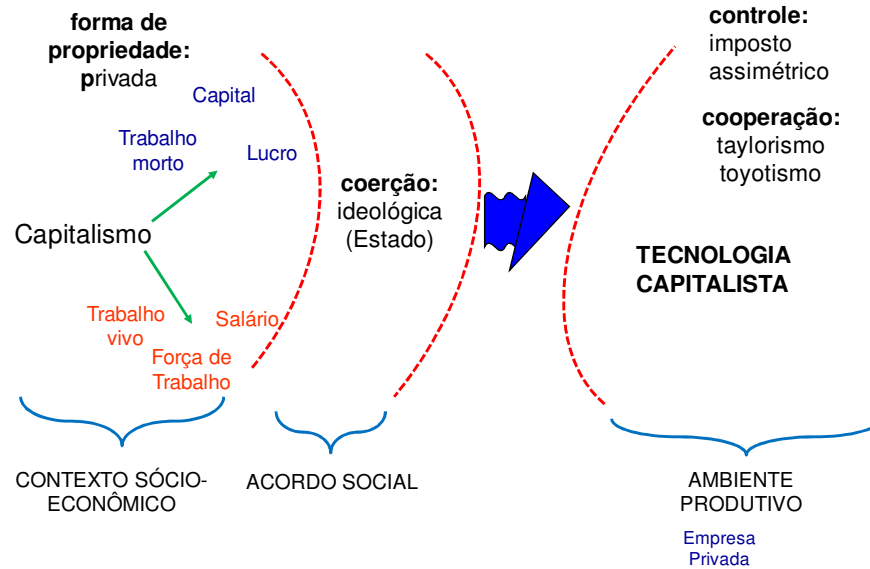 forma de
propriedade:
privada
Capital
Trabalho
morto
Lucro
Capitalismo
Trabalho
vivo
Salário
Força de
Trabalho
coerção:
ideológica
(Estado)
controle:
imposto
assimétrico
cooperação:
taylorismo
toyotismo
TECNOLOGIA
CAPITALISTA
CONTEXTO SÓCIO-
ECONÔMICO
ACORDO SOCIAL
AMBIENTE
PRODUTIVO
Empresa
Privada